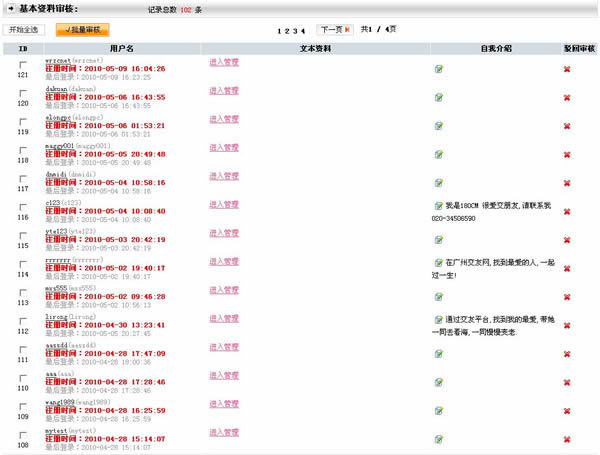 基本资料审核: 记录总数 102 条
开始全选 √批量审核 1 2 3 4 下一页 共1 / 4页
ID 用户名 文本资料 自我介绍 驳回审核
wrzcnet(wrzcnet) 进入管理
注册时间:2010-05-09 16:04:26
121 最后登录:2010-05-09 16:23:25
dakuan(dakuan) 进入管理
注册时间:2010-05-06 16:43:55
120 最后登录:2010-05-06 16:43:55
elongpc(elongpc) 进入管理
注册时间:2010-05-06 01:53:21
119 最后登录:2010-05-06 01:53:21
maggy001(maggy001) 进入管理
注册时间:2010-05-05 20:49:48
118 最后登录:2010-05-05 20:49:48
dnmidi(dnmidi) 进入管理
注册时间:2010-05-04 10:58:16
117 最后登录:2010-05-04 10:58:16
c123(c123) 进入管理 我是180CM 很爱交朋友,请联系我
注册时间:2010-05-04 10:08:40
116 最后登录:2010-05-04 10:08:40 020-34506590
yts123(yts123) 进入管理
注册时间:2010-05-03 20:42:19
115 最后登录:2010-05-03 20:42:19
rrrrrrr(rrrrrrr) 进入管理 在广州交友网,找到最爱的人,一起
注册时间:2010-05-02 19:40:17
114 最后登录:2010-05-02 19:40:17 过一生!
mxs555(mxs555) 进入管理
注册时间:2010-05-02 09:46:28
113 最后登录:2010-05-02 10:56:13
lirong(lirong) 进入管理 通过交友平台,找到我的最爱,带她
注册时间:2010-04-30 13:23:41
112 最后登录:2010-05-05 20:27:45 一同去看海,一同慢慢变老.
aaszdd(aaszdd) 进入管理
注册时间:2010-04-28 17:47:09
111 最后登录:2010-04-28 18:00:36
aaa(aaa) 进入管理
注册时间:2010-04-28 17:28:46
110 最后登录:2010-04-28 17:28:46
wang1989(wang1989) 进入管理
注册时间:2010-04-28 16:25:59
109 最后登录:2010-04-28 16:25:59
mytest(mytest) 进入管理
注册时间:2010-04-28 15:14:07
108 最后登录:2010-04-28 15:14:07